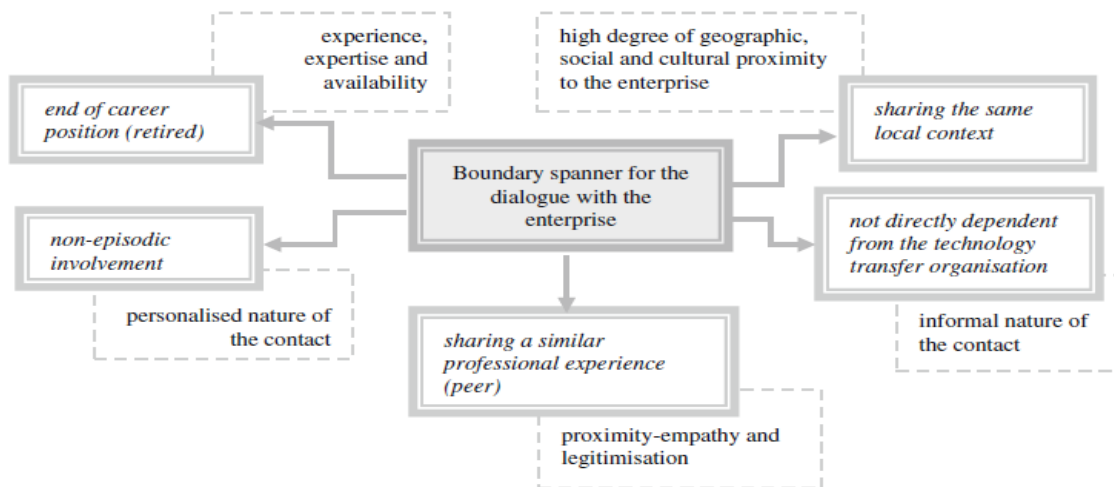 experience,
expertise and
availability
high degree of geographic,
social and cultural proximity
to the enterprise
end of career
position (retired)
sharing the same
local context
Boundary spanner for the
dialogue with the
enterprise
non-episodic
involvement
not directly dependent
from the technology
transfer organisation
personalised nature of
the contact
informal nature of
the contact
sharing a similar
professional experience
(peer)
proximity-empathy and
legitimisation